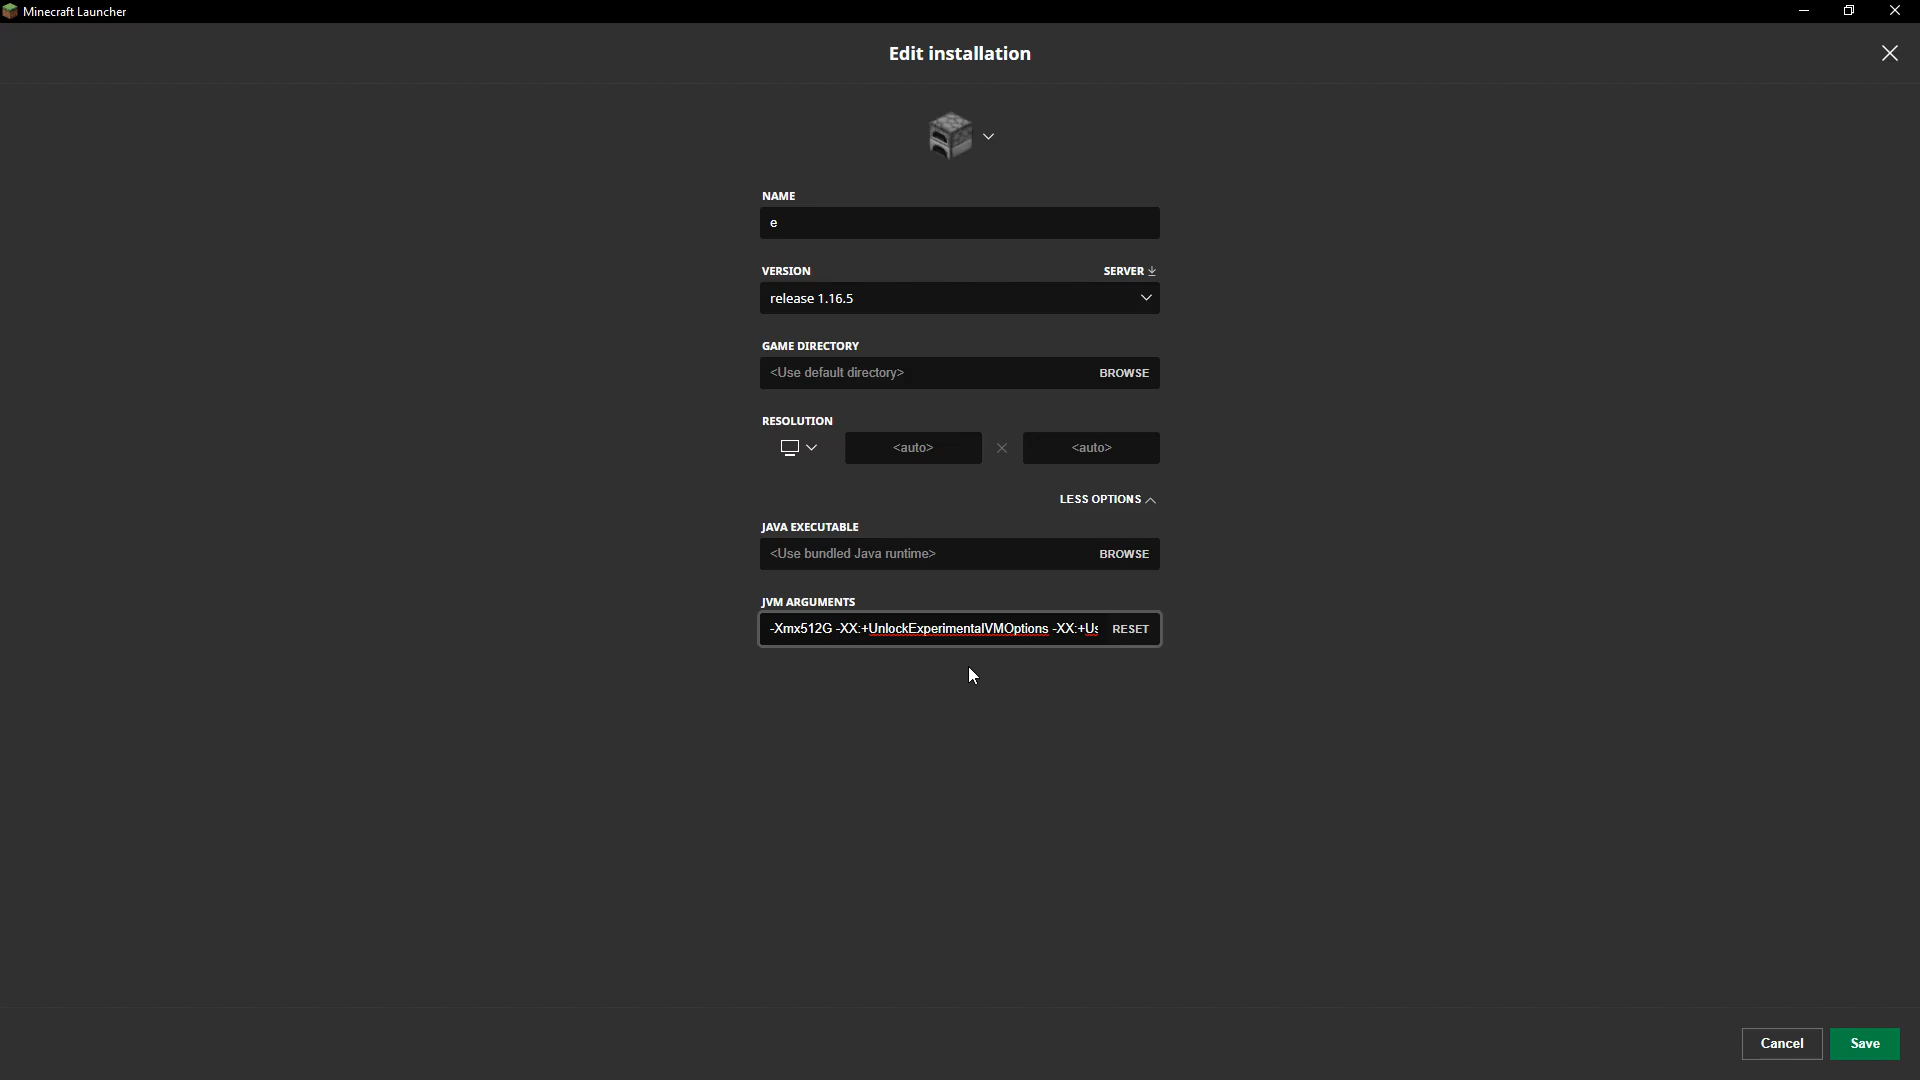 Minecraft Launcher
Edit installation
NAME
e
VERSION SERVER
release 1.16.5
GAME DIRECTORY
<Use default directory> BROWSE
RESOLUTION
<auto> <auto>
LESS OPTIONS
JAVA EXECUTABLE
<Use bundled Java runtime> BROWSE
JVM ARGUMENTS
-Xmx512G -XX:+UnlockExperimentalVMOptions -XX:+Us RESET
Cancel Save